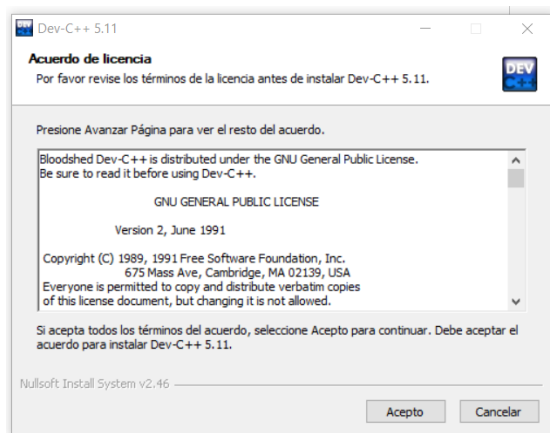 Dev-C++ 5.11
Acuerdo de licencia
Por favor revise los términos de la licencia antes de instalar Dev-C++ 5.11.
DEV
C++
Presione Avanzar Página para ver el resto del acuerdo.
Bloodshed Dev-C++ is distributed under the GNU General Public License.
Be sure to read it before using Dev-C++.
GNU GENERAL PUBLIC LICENSE
Version 2, June 1991
Copyright (C) 1989, 1991 Free Software Foundation, Inc.
675 Mass Ave, Cambridge, MA 02139, USA
Everyone is permitted to copy and distribute verbatim copies
of this license document, but changing it is not allowed.
Si acepta todos los términos del acuerdo, seleccione Acepto para continuar. Debe aceptar el
acuerdo para instalar Dev-C++ 5.11.
Nullsoft Install System v2.46
Acepto Cancelar